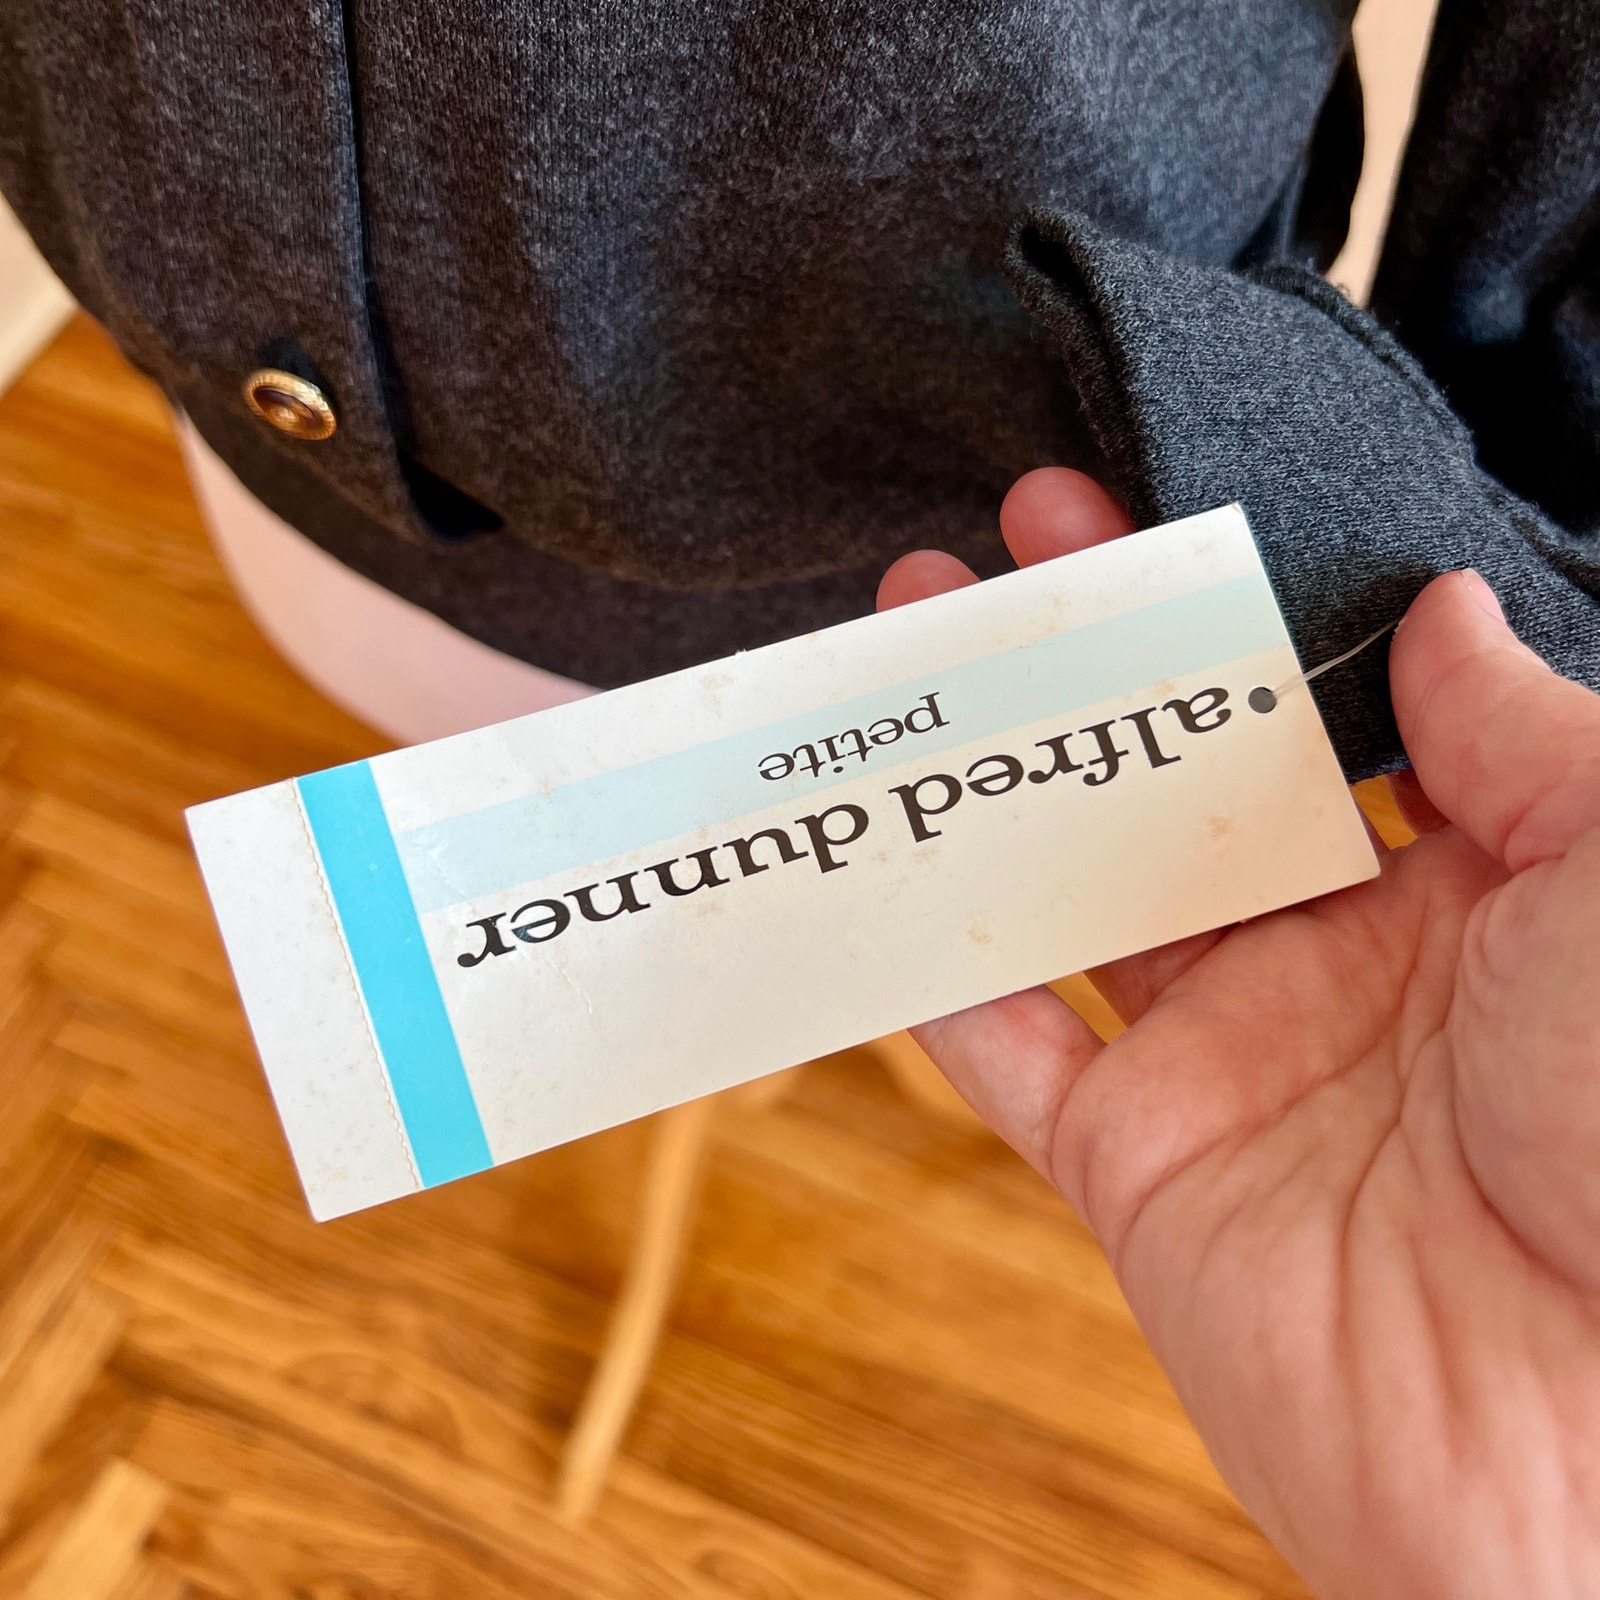 alfred dunner
petite